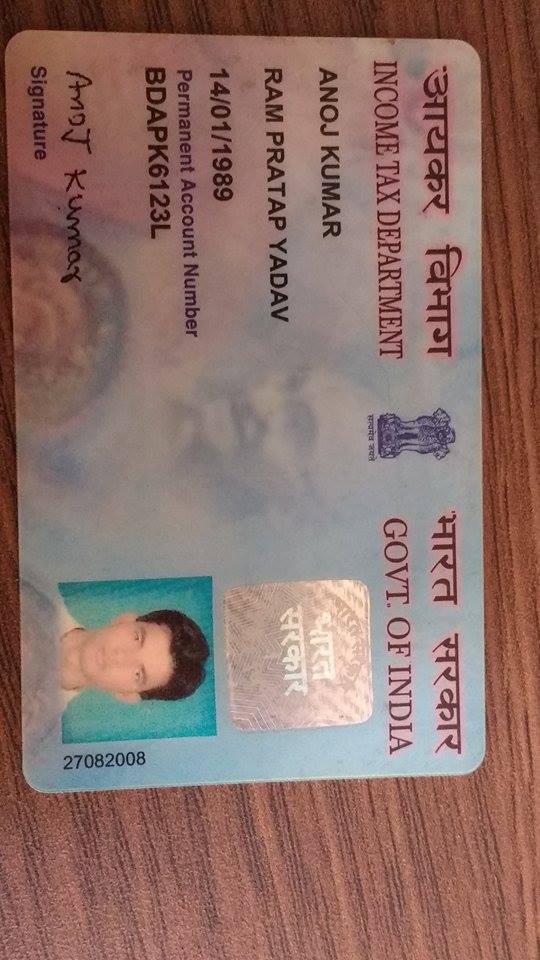 आयकर विभाग
INCOME TAX DEPARTMENT
सत्यमेव जयते
भारत सरकार
GOVT. OF INDIA
ANOJ KUMAR
RAM PRATAP YADAV
14/01/1989
Permanent Account Number
BDAPK6123L
ANOJ Kumar
Signature
भारत
सरकार
27082008